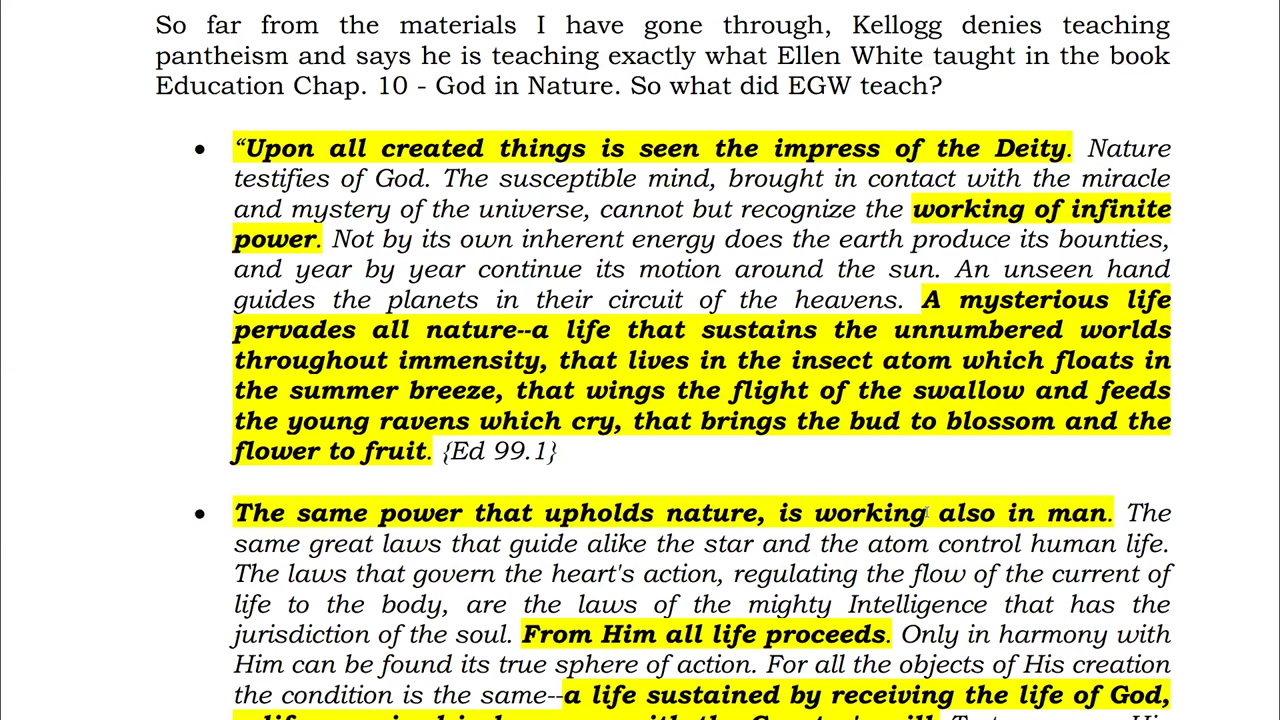 So far from the materials I have gone through, Kellogg denies teaching
pantheism and says he is teaching exactly what Ellen White taught in the book
Education Chap. 10 - God in Nature. So what did EGW teach?
• “Upon all created things is seen the impress of the Deity. Nature
testifies of God. The susceptible mind, brought in contact with the miracle
and mystery of the universe, cannot but recognize the working of infinite
power. Not by its own inherent energy does the earth produce its bounties,
and year by year continue its motion around the sun. An unseen hand
guides the planets in their circuit of the heavens. A mysterious life
pervades all nature--a life that sustains the unnumbered worlds
throughout immensity, that lives in the insect atom which floats in
the summer breeze, that wings the flight of the swallow and feeds
the young ravens which cry, that brings the bud to blossom and the
flower to fruit. {Ed 99.1}
• The same power that upholds nature, is working also in man. The
same great laws that guide alike the star and the atom control human life.
The laws that govern the heart's action, regulating the flow of the current of
life to the body, are the laws of the mighty Intelligence that has the
jurisdiction of the soul. From Him all life proceeds. Only in harmony with
Him can be found its true sphere of action. For all the objects of His creation
the condition is the same--a life sustained by receiving the life of God,